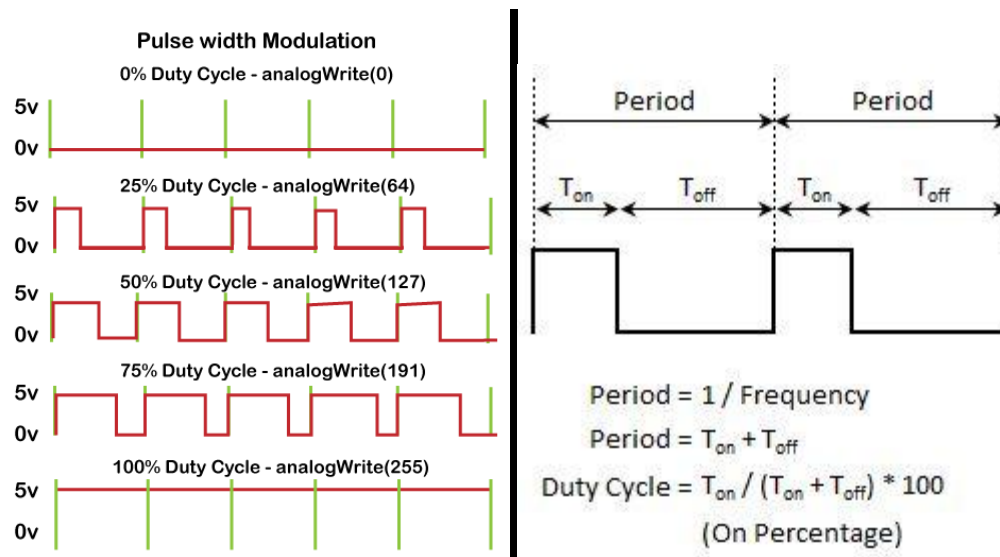 Pulse width Modulation
0% Duty Cycle - analogWrite(0)
5v
0v
25% Duty Cycle - analogWrite(64)
5v
0v
50% Duty Cycle - analogWrite(127)
5v
0v
75% Duty Cycle - analogWrite(191)
5v
0v
100% Duty Cycle - analogWrite(255)
5v
0v
Period Period
Ton Toff Ton Toff
Period = 1 / Frequency
Period = Ton + Toff
Duty Cycle = Ton / (Ton + Toff) * 100
(On Percentage)